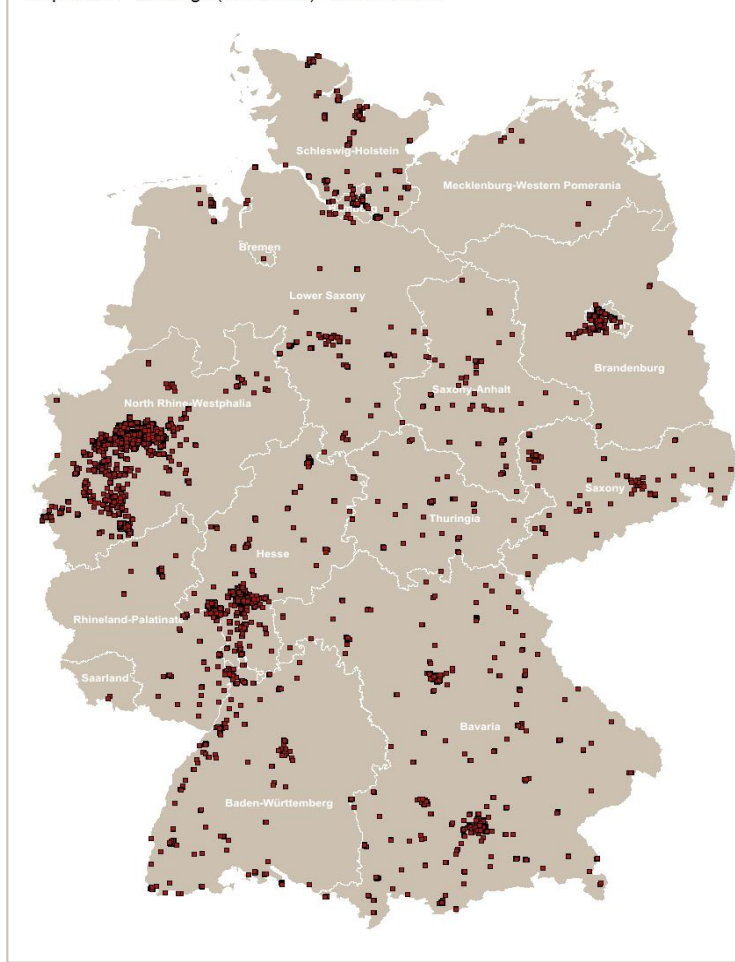 Schleswig-Holstein
Mecklenburg-Western Pomerania
Bremen
Lower Saxony
Brandenburg
Saxony-Anhalt
North Rhine-Westphalia
Saxony
Thuringia
Hesse
Rhineland-Palatinate
Saarland
Bavaria
Baden-Württemberg